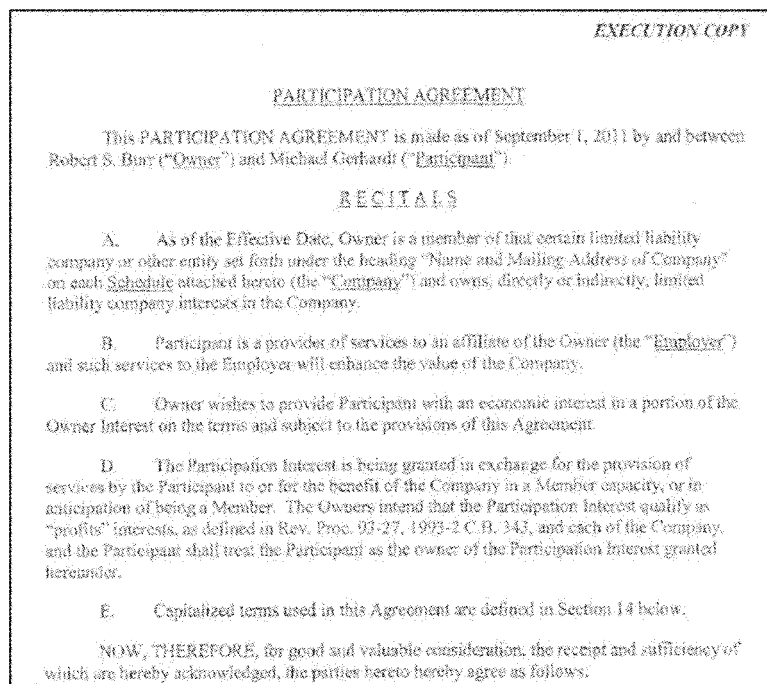 EXECUTION COPY
PARTICIPATION AGREEMENT
This PARTICIPATION AGREEMENT is made as of September 1, 2011 by and between
Robert S. Burr ("Owner") and Michael Gerhardt ("Participant").
RECITALS
A. As of the Effective Date, Owner is a member of that certain limited liability
company or other entity set forth under the heading "Name and Mailing Address of Company"
on each Schedule attached hereto (the "Company") and owns, directly or indirectly, limited
liability company interests in the Company.
B. Participant is a provider of services to an affiliate of the Owner (the "Employer")
and such services to the Employer will enhance the value of the Company.
C. Owner wishes to provide Participant with an economic interest in a portion of the
Owner Interest on the terms and subject to the provisions of this Agreement.
D. The Participation Interest is being granted in exchange for the provision of
services by the Participant to or for the benefit of the Company in a Member capacity, or in
anticipation of being a Member. The Owners intend that the Participation Interest qualify as
"profits" interests, as defined in Rev. Proc. 93-27, 1993-2 C.B. 343, and each of the Company,
and the Participant shall treat the Participant as the owner of the Participation Interest granted
hereunder.
E. Capitalized terms used in this Agreement are defined in Section 14 below.
NOW, THEREFORE, for good and valuable consideration, the receipt and sufficiency of
which are hereby acknowledged, the parties hereto hereby agree as follows: